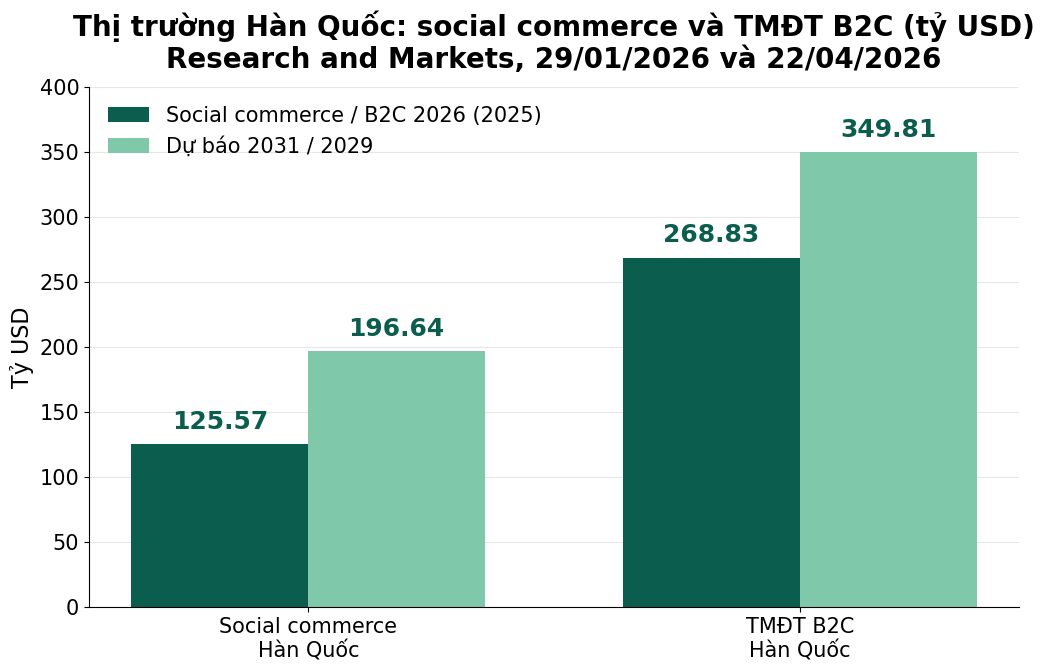 Thị trường Hàn Quốc: social commerce và TMĐT B2C (tỷ USD)
Research and Markets, 29/01/2026 và 22/04/2026
Social commerce / B2C 2026 (2025)
Dự báo 2031 / 2029
Tỷ USD
400
350
300
250
200
150
100
50
0
125.57
196.64
268.83
349.81
Social commerce
Hàn Quốc
TMĐT B2C
Hàn Quốc